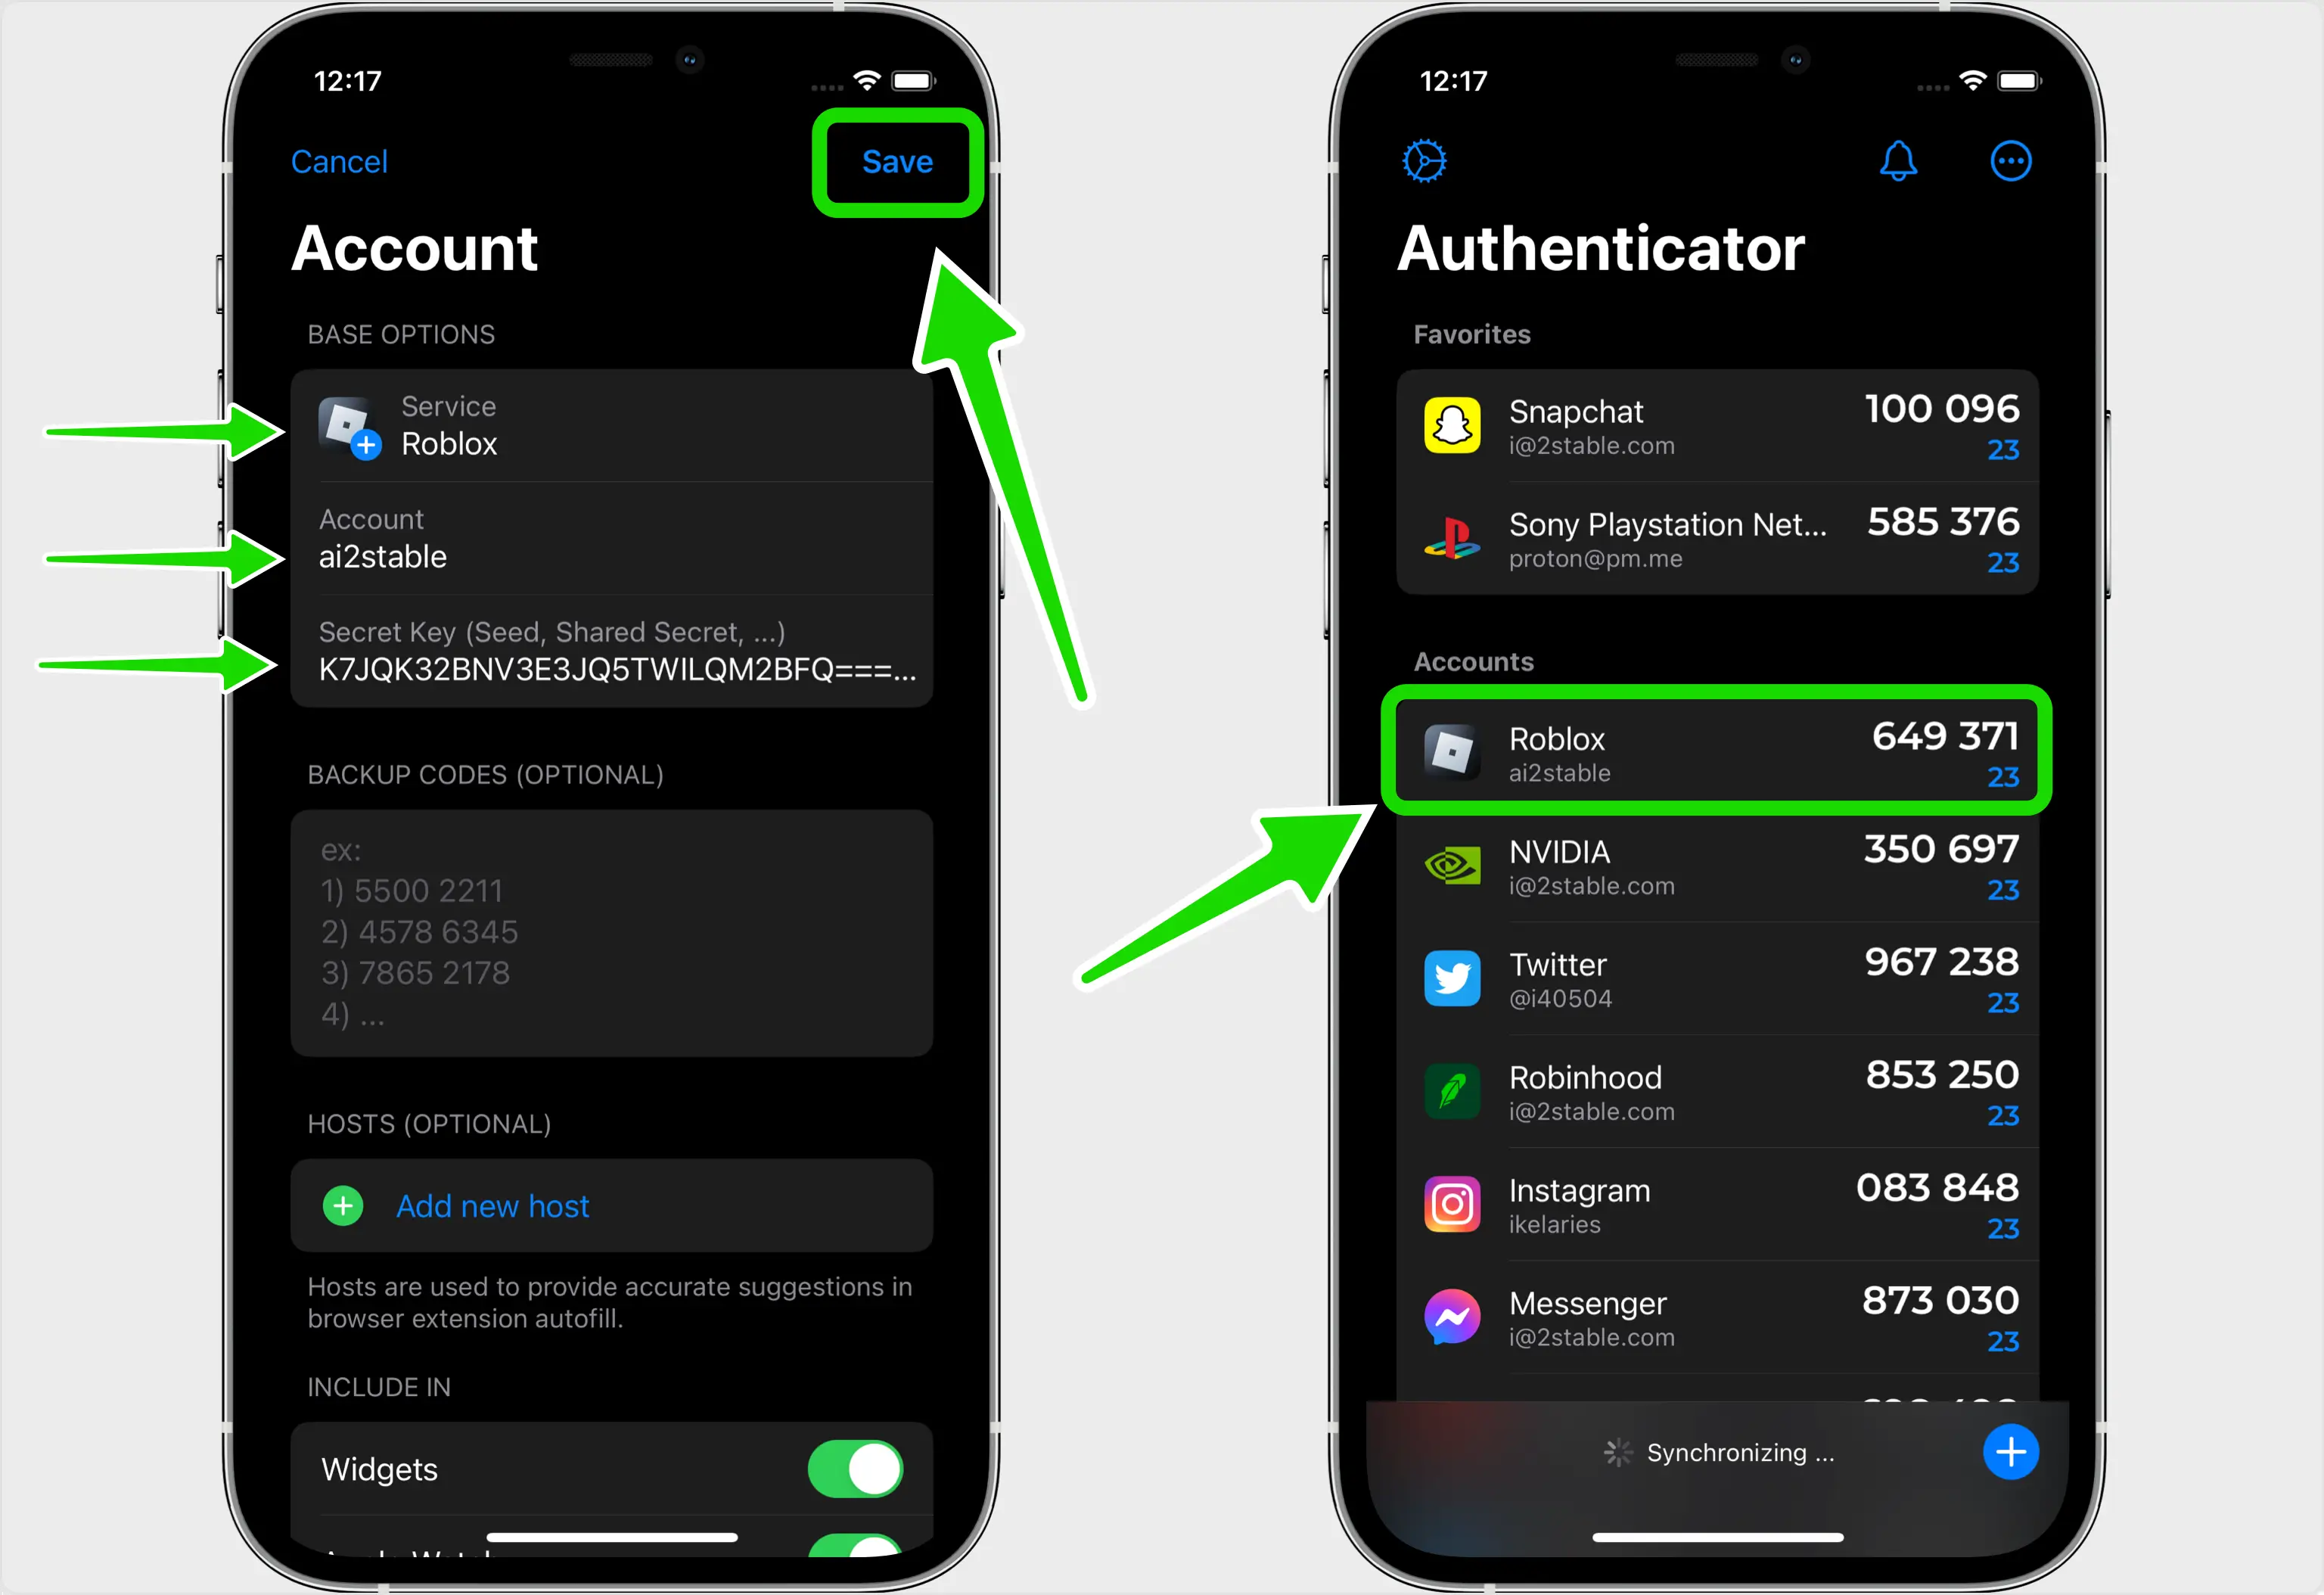 12:17
Cancel
Save
Account
BASE OPTIONS
Service
Roblox
Account
ai2stable
Secret Key (Seed, Shared Secret, ...)
K7JQK32BNV3E3JQ5TWILQM2BFQ===...
BACKUP CODES (OPTIONAL)
ex:
1) 5500 2211
2) 4578 6345
3) 7865 2178
4) ...
HOSTS (OPTIONAL)
Add new host
Hosts are used to provide accurate suggestions in
browser extension autofill.
INCLUDE IN
Widgets
12:17
Authenticator
Favorites
Snapchat 100 096
i@2stable.com 23
Sony Playstation Net... 585 376
proton@pm.me 23
Accounts
Roblox 649 371
ai2stable 23
NVIDIA 350 697
i@2stable.com 23
Twitter 967 238
@i40504 23
Robinhood 853 250
i@2stable.com 23
Instagram 083 848
ikelaries 23
Messenger 873 030
i@2stable.com 23
Synchronizing ...